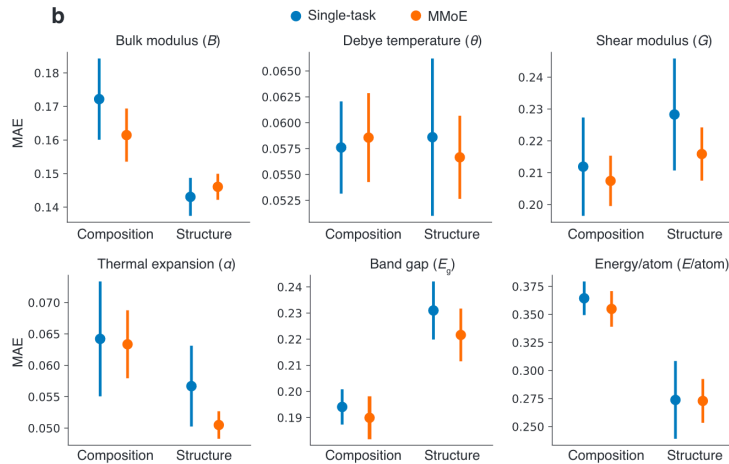 b
Single-task
MMoE
Bulk modulus (B)
Debye temperature (θ)
Shear modulus (G)
MAE
0.18
0.17
0.16
0.15
0.14
Composition
Structure
0.0650
0.0625
0.0600
0.0575
0.0550
0.0525
Composition
Structure
0.24
0.23
0.22
0.21
0.20
Composition
Structure
Thermal expansion (α)
Band gap (Eg)
Energy/atom (E/atom)
MAE
0.070
0.065
0.060
0.055
0.050
Composition
Structure
0.24
0.23
0.22
0.21
0.20
0.19
Composition
Structure
0.375
0.350
0.325
0.300
0.275
0.250
Composition
Structure